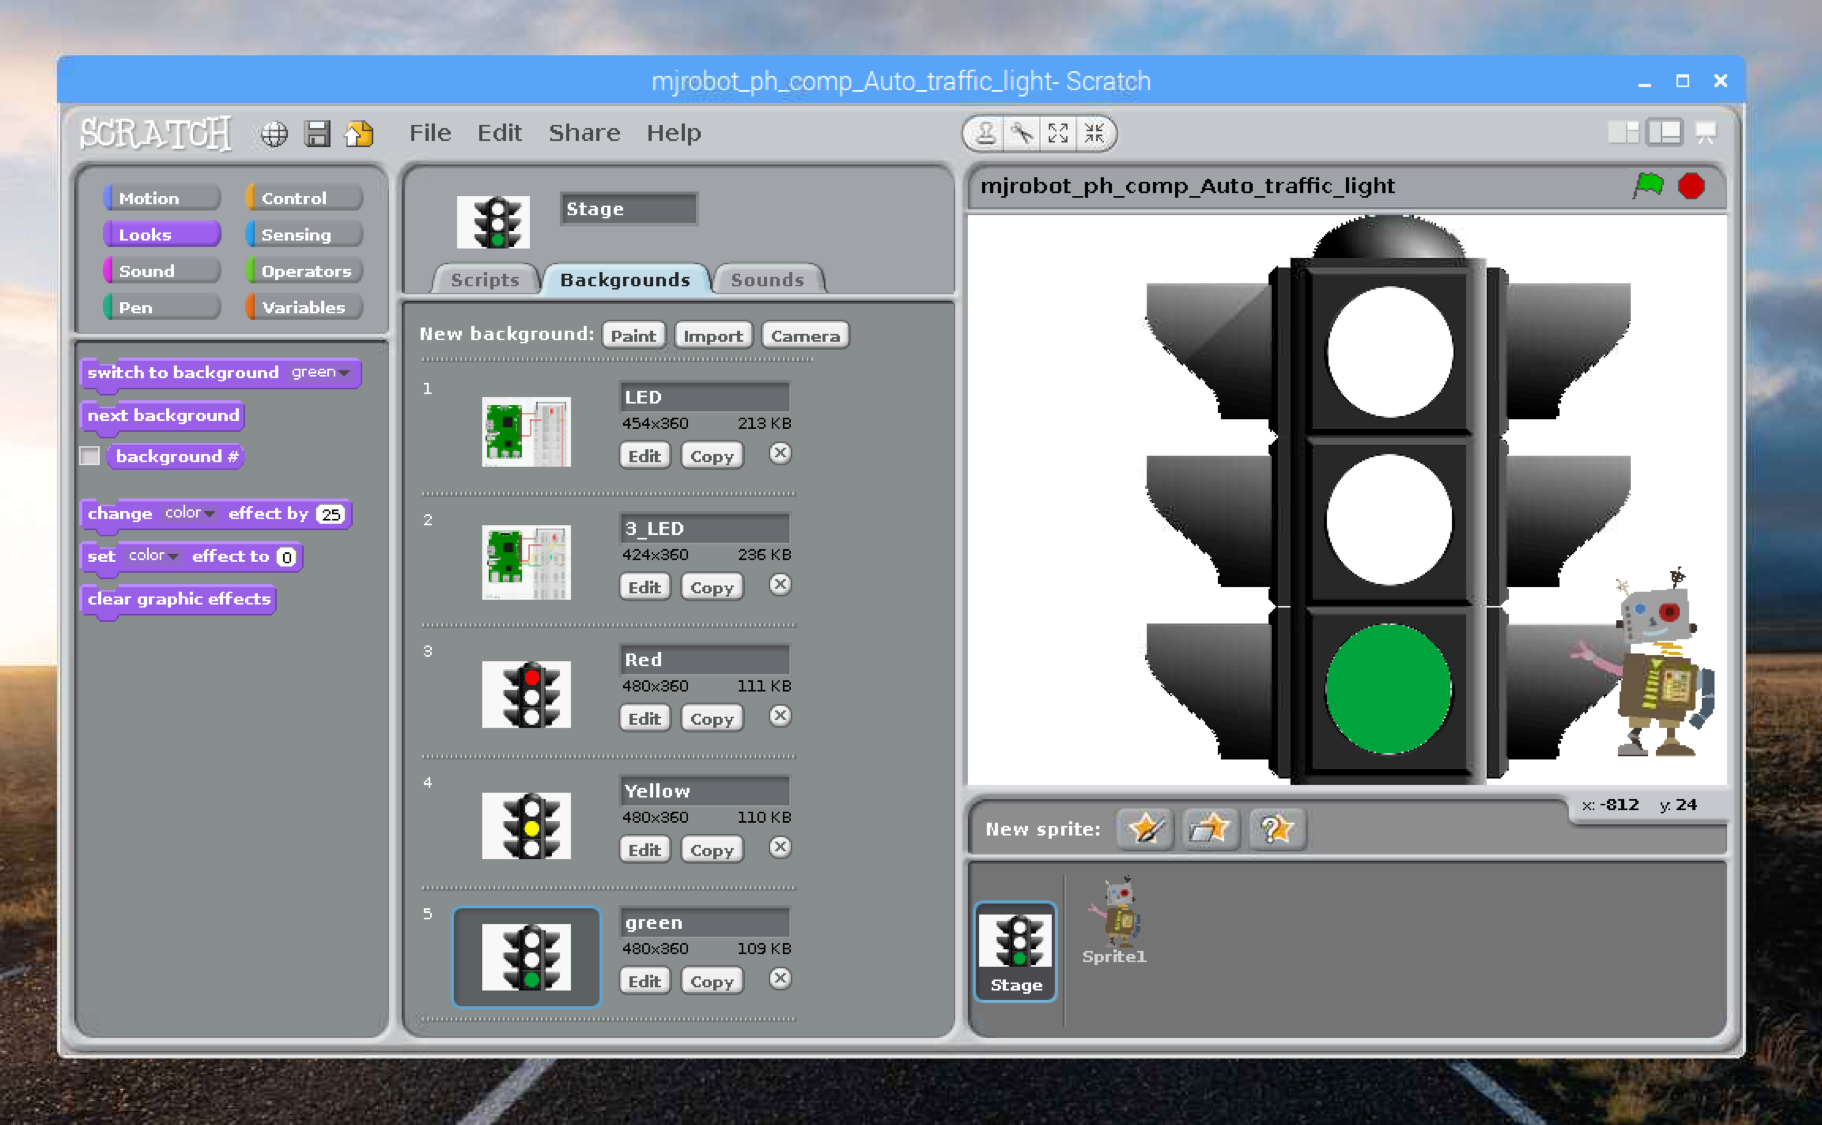 mjrobot_ph_comp_Auto_traffic_light- Scratch
SCRATCH File Edit Share Help
Motion Control
Looks Sensing
Sound Operators
Pen Variables
switch to background green
next background
background #
change color effect by 25
set color effect to 0
clear graphic effects
Stage
Scripts Backgrounds Sounds
New background: Paint Import Camera
1
LED
454x360 213 KB
Edit Copy
2
3_LED
424x360 236 KB
Edit Copy
3
Red
480x360 111 KB
Edit Copy
4
Yellow
480x360 110 KB
Edit Copy
5
green
480x360 109 KB
Edit Copy
mjrobot_ph_comp_Auto_traffic_light
x: -812 y: 24
New sprite:
Stage
Sprite1